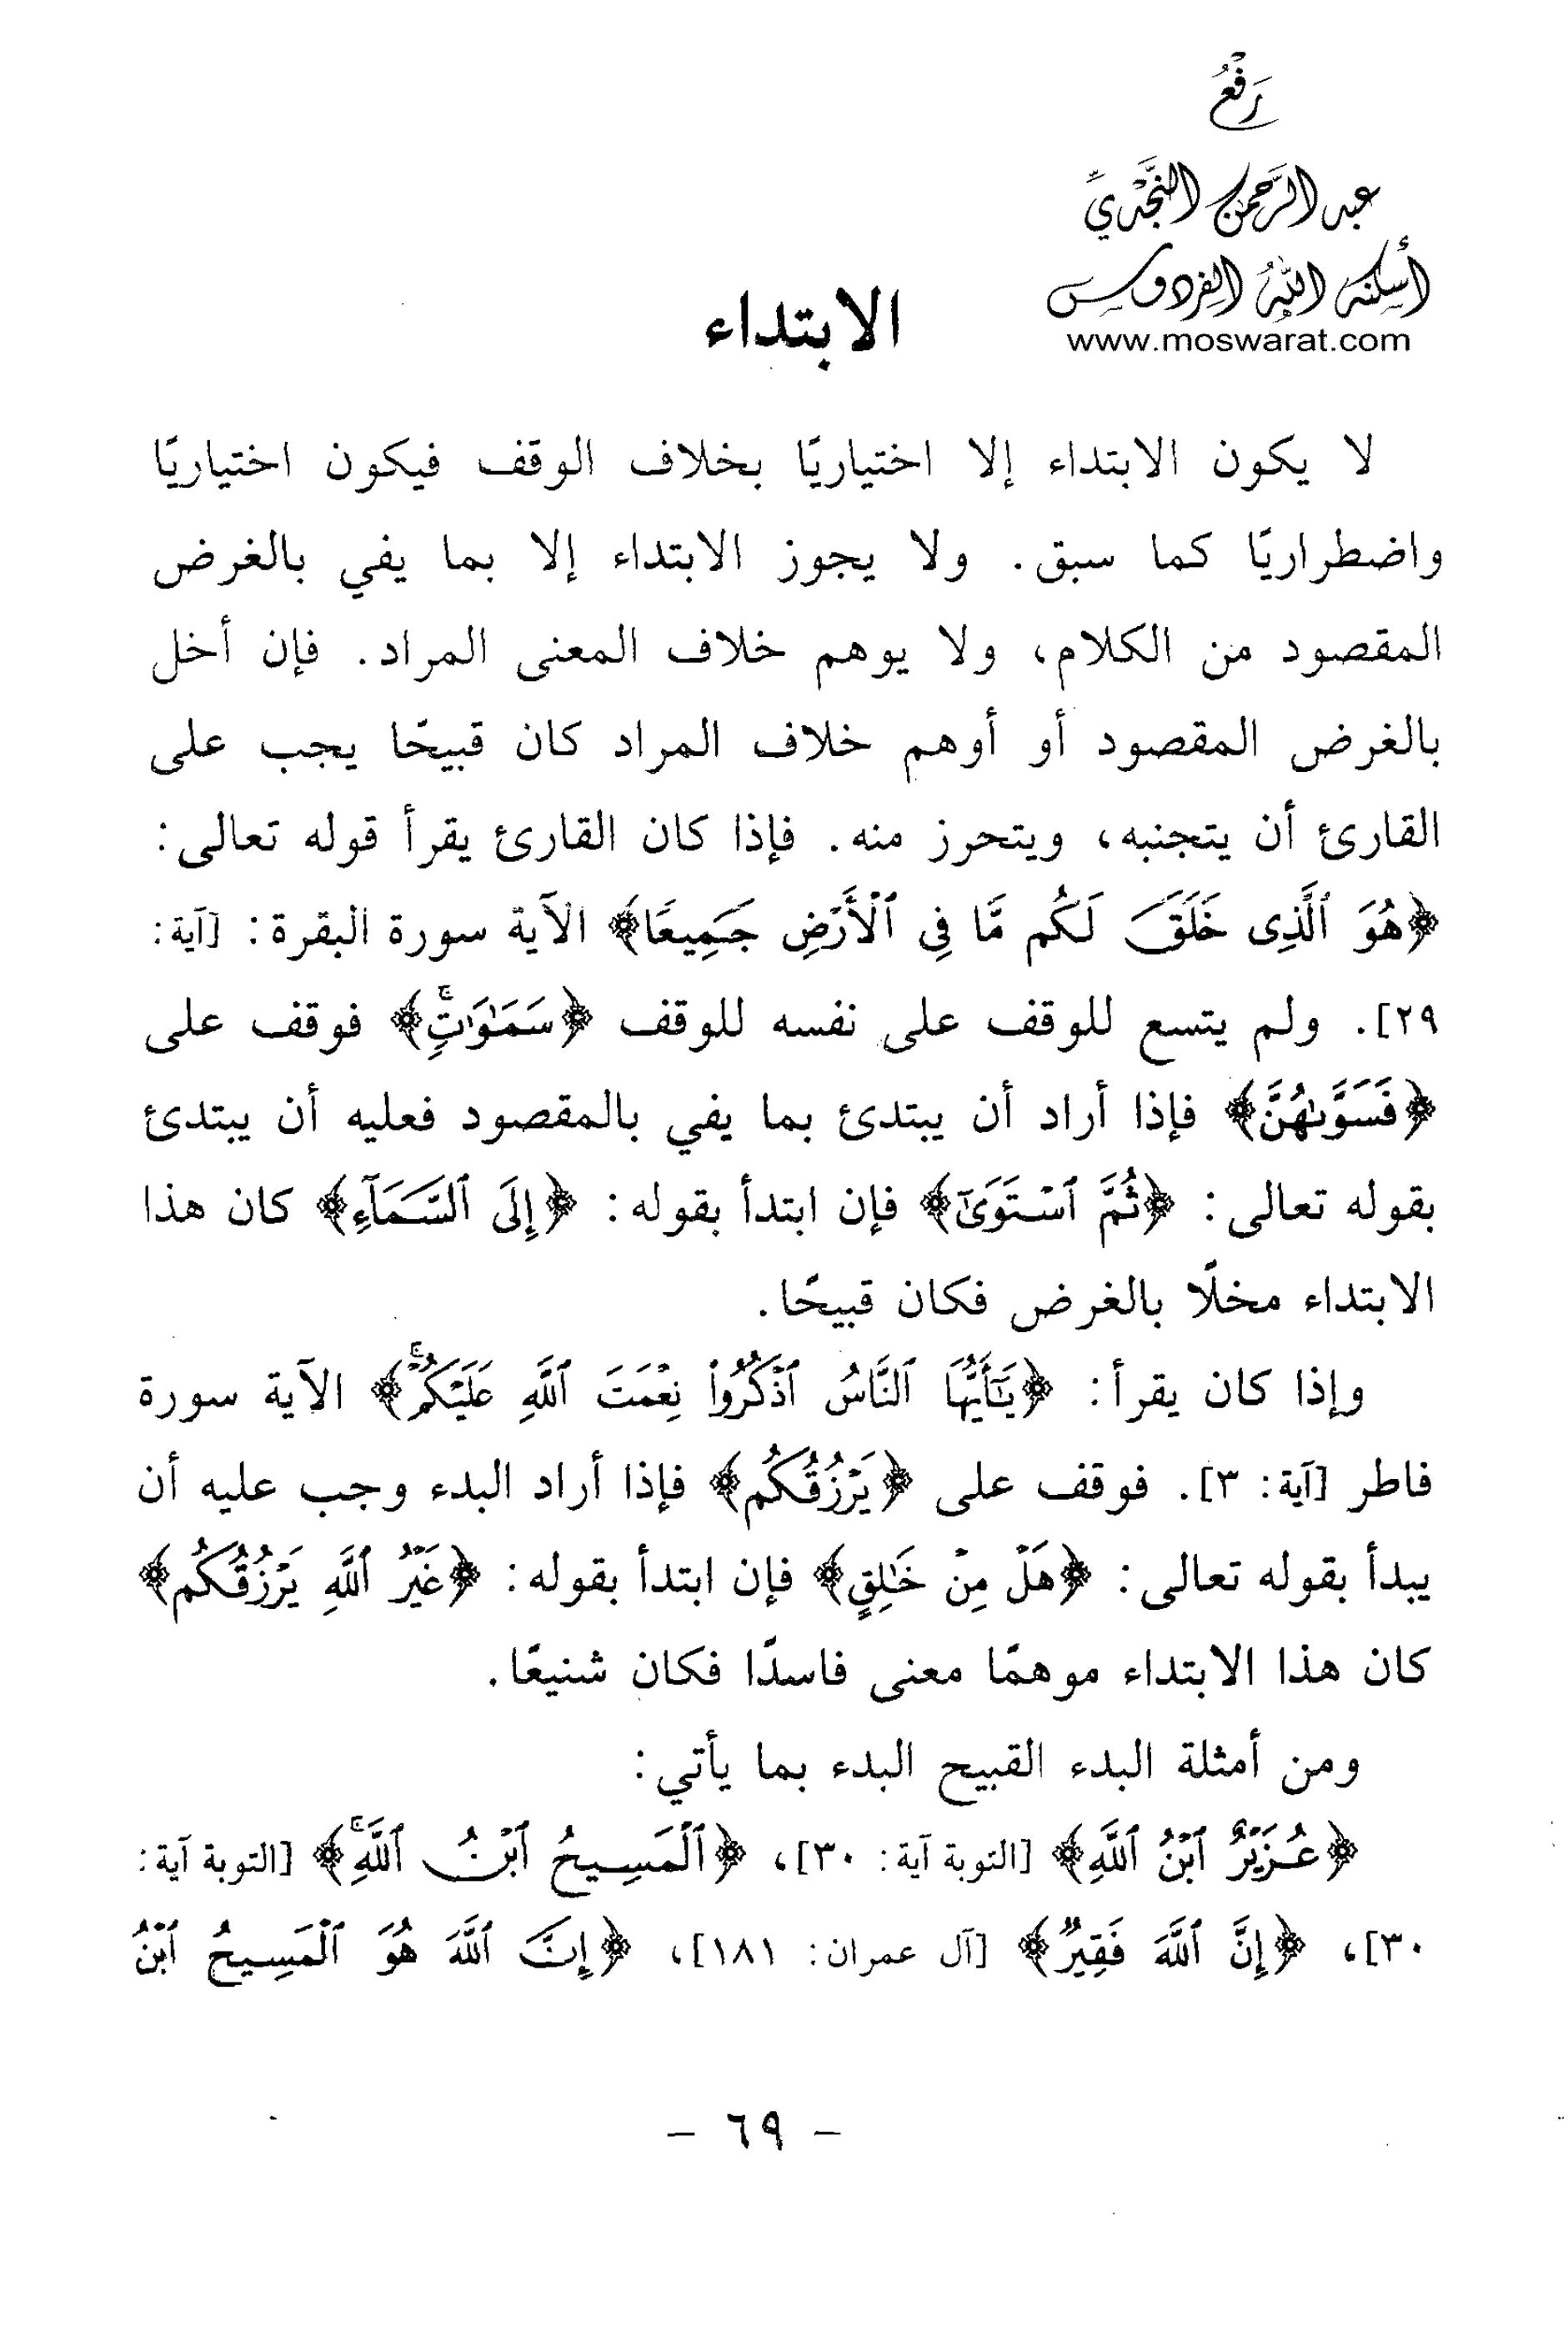 رَفْعُ
عبد الرَّحمن النَّجْدِيِّ
أسكنه اللهُ الفردوس
www.moswarat.com
الابتداء
لا يكون الابتداء إلا اختياريًا بخلاف الوقف فيكون اختياريًا
واضطراريًا كما سبق. ولا يجوز الابتداء إلا بما يفي بالغرض
المقصود من الكلام، ولا يوهم خلاف المعنى المراد. فإن أخل
بالغرض المقصود أو أوهم خلاف المراد كان قبيحًا يجب على
القارئ أن يتجنبه، ويتحرز منه. فإذا كان القارئ يقرأ قوله تعالى:
﴿هُوَ ٱلَّذِى خَلَقَ لَكُم مَّا فِى ٱلْأَرْضِ جَمِيعًا﴾ الآية سورة البقرة: [آية:
٢٩]. ولم يتسع للوقف على نفسه للوقف ﴿سَمَٰوَٰتٍۚ﴾ فوقف على
﴿فَسَوَّىٰهُنَّ﴾ فإذا أراد أن يبتدئ بما يفي بالمقصود فعليه أن يبتدئ
بقوله تعالى: ﴿ثُمَّ ٱسْتَوَىٰٓ﴾ فإن ابتدأ بقوله: ﴿إِلَى ٱلسَّمَآءِ﴾ كان هذا
الابتداء مخلًا بالغرض فكان قبيحًا.
وإذا كان يقرأ: ﴿يَٰٓأَيُّهَا ٱلنَّاسُ ٱذْكُرُوا۟ نِعْمَتَ ٱللَّهِ عَلَيْكُمْۚ﴾ الآية سورة
فاطر [آية: ٣]. فوقف على ﴿يَرْزُقُكُم﴾ فإذا أراد البدء وجب عليه أن
يبدأ بقوله تعالى: ﴿هَلْ مِنْ خَٰلِقٍ﴾ فإن ابتدأ بقوله: ﴿غَيْرُ ٱللَّهِ يَرْزُقُكُم﴾
كان هذا الابتداء موهمًا معنى فاسدًا فكان شنيعًا.
ومن أمثلة البدء القبيح البدء بما يأتي:
﴿عُزَيْرٌ ٱبْنُ ٱللَّهِ﴾ [التوبة آية: ٣٠]، ﴿ٱلْمَسِيحُ ٱبْنُ ٱللَّهِۚ﴾ [التوبة آية:
٣٠]، ﴿إِنَّ ٱللَّهَ فَقِيرٌ﴾ [آل عمران: ١٨١]، ﴿إِنَّ ٱللَّهَ هُوَ ٱلْمَسِيحُ ٱبْنُ
- ٦٩ -